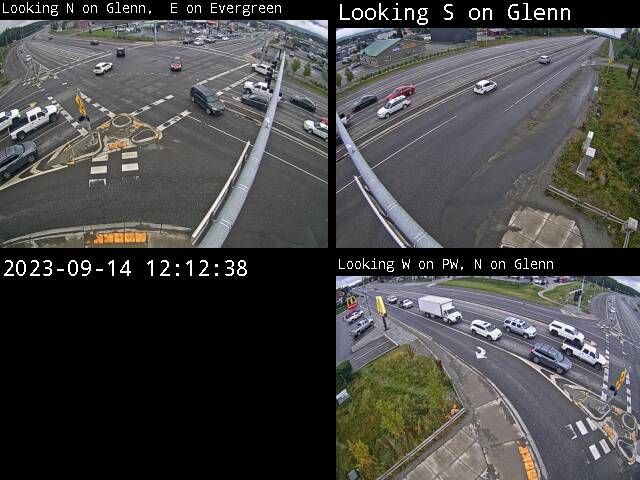 Looking N on Glenn,  E on Evergreen
Looking S on Glenn
2023-09-14 12:12:38
Looking W on PW, N on Glenn